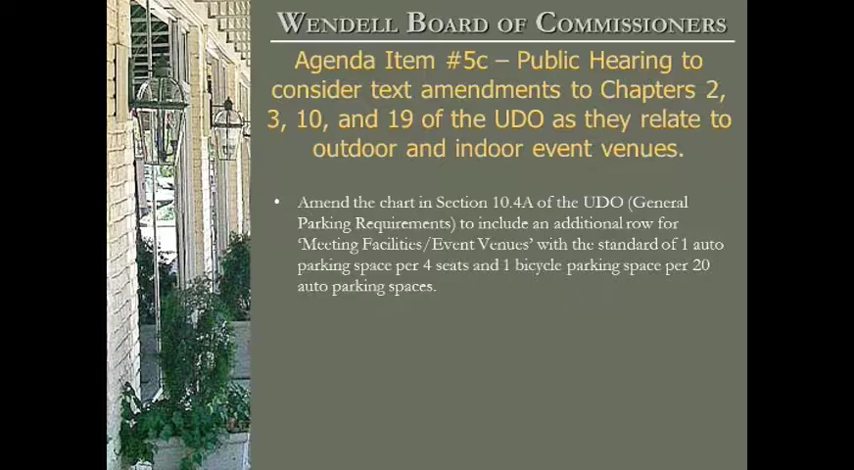 WENDELL BOARD OF COMMISSIONERS
Agenda Item #5c – Public Hearing to
consider text amendments to Chapters 2,
3, 10, and 19 of the UDO as they relate to
outdoor and indoor event venues.
• Amend the chart in Section 10.4A of the UDO (General
Parking Requirements) to include an additional row for
‘Meeting Facilities/Event Venues’ with the standard of 1 auto
parking space per 4 seats and 1 bicycle parking space per 20
auto parking spaces.